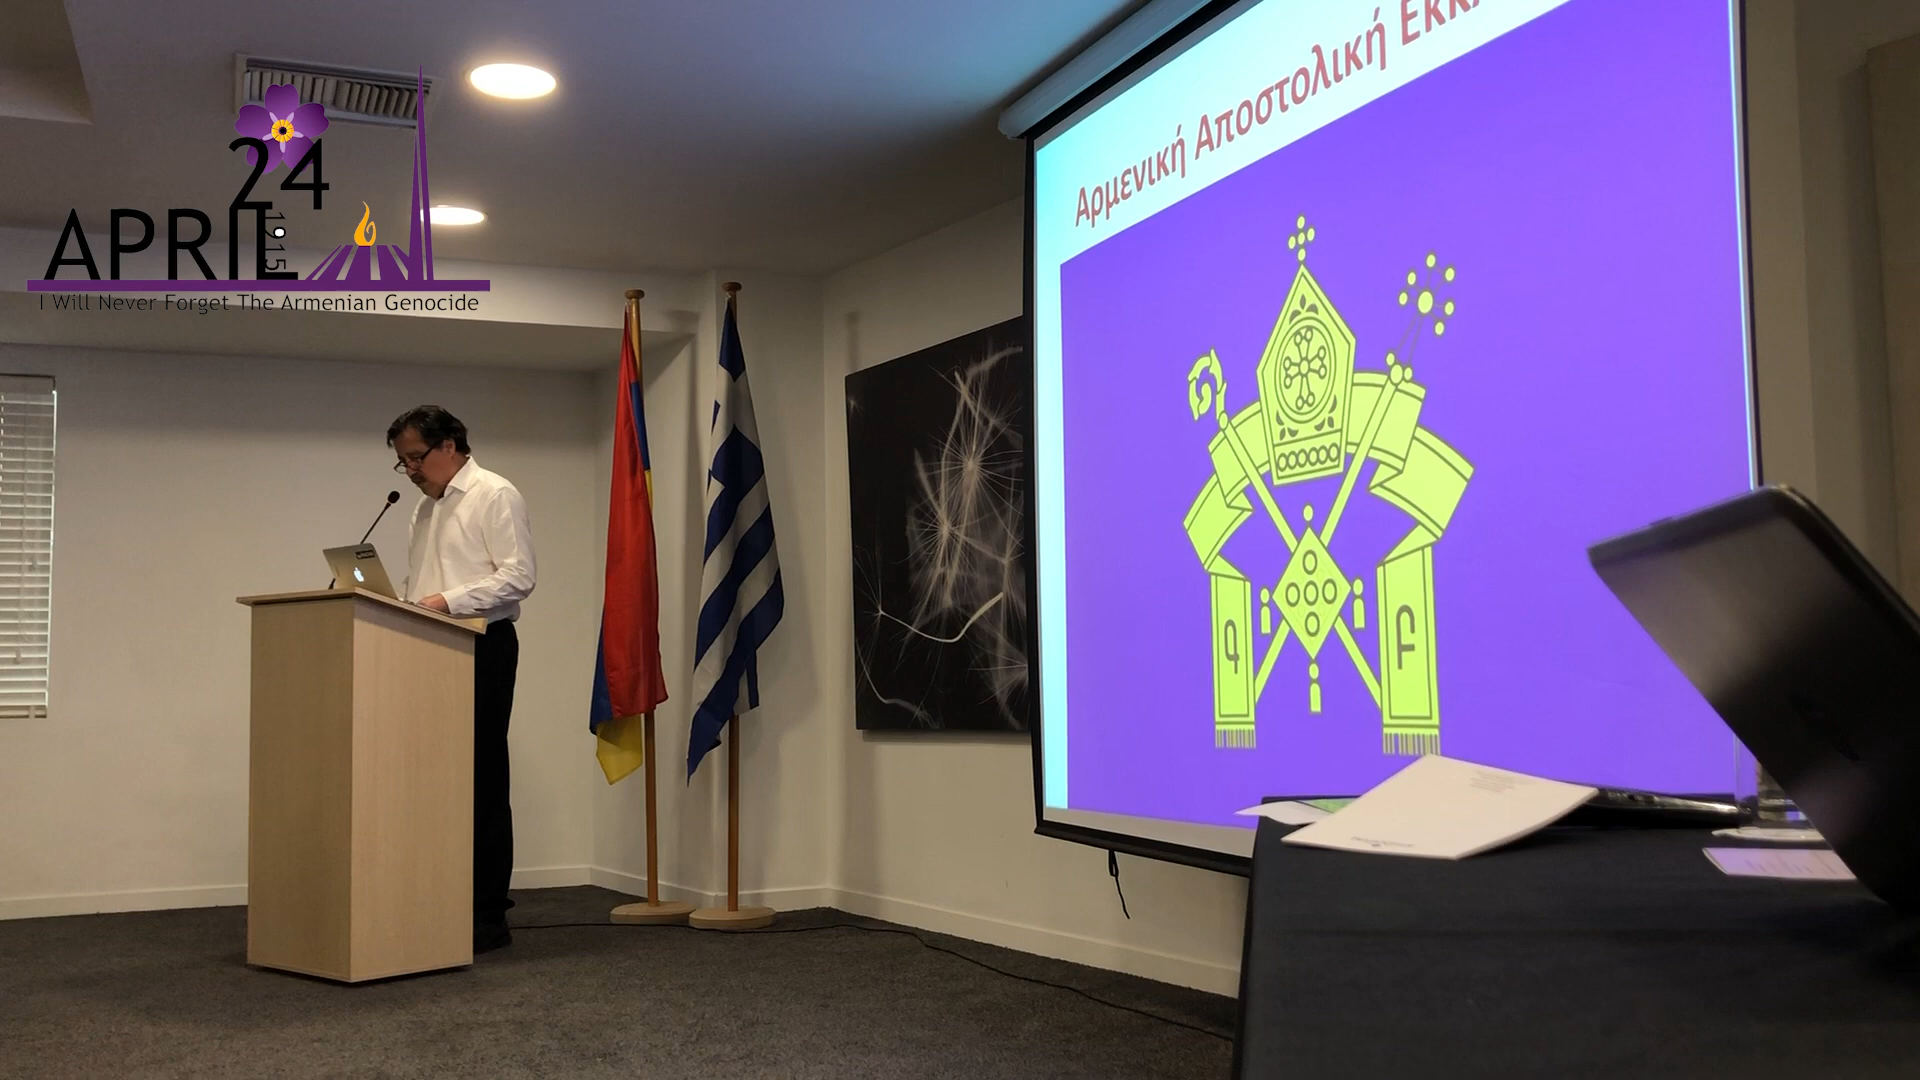 24
APRIL
1915
I Will Never Forget The Armenian Genocide
Αρμενική Αποστολική
Գ Բ